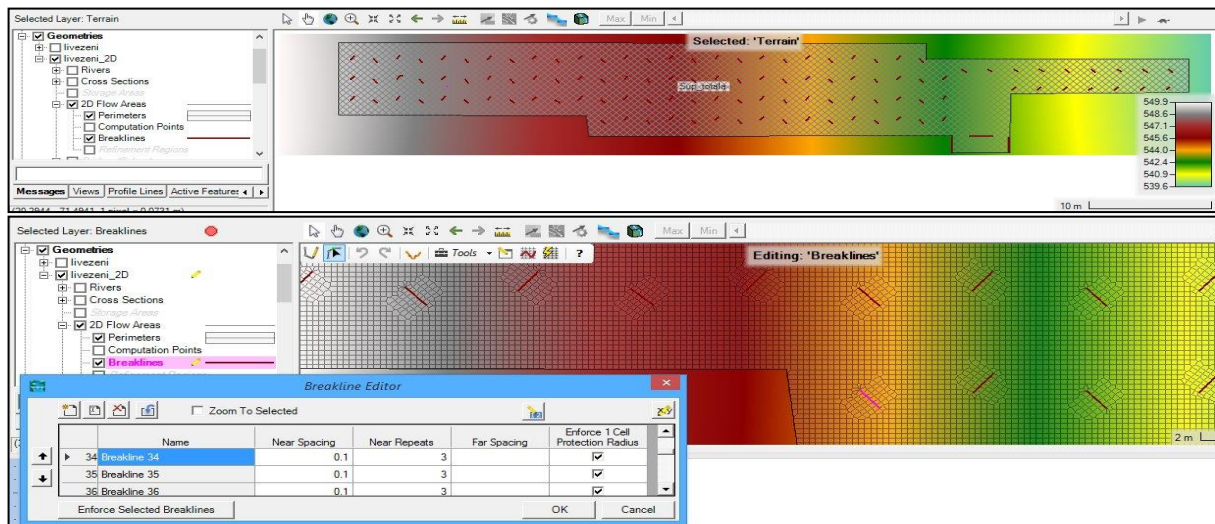 Selected Layer: Terrain
Max Min
Geometries
livezeni
livezeni_2D
Rivers
Cross Sections
Storage Areas
2D Flow Areas
Perimeters
Computation Points
Breaklines
Refinement Regions
Messages Views Profile Lines Active Features
Selected: 'Terrain'
Sup_totala
549.9
548.6
547.1
545.6
544.0
542.4
540.9
539.6
10 m
Selected Layer: Breaklines
Max Min
Geometries
livezeni
livezeni_2D
Rivers
Cross Sections
Storage Areas
2D Flow Areas
Perimeters
Computation Points
Breaklines
Tools ?
Editing: 'Breaklines'
2 m
Breakline Editor
Zoom To Selected
Name Near Spacing Near Repeats Far Spacing Enforce 1 Cell Protection Radius
34 Breakline 34 0.1 3
35 Breakline 35 0.1 3
36 Breakline 36 0.1 3
Enforce Selected Breaklines OK Cancel